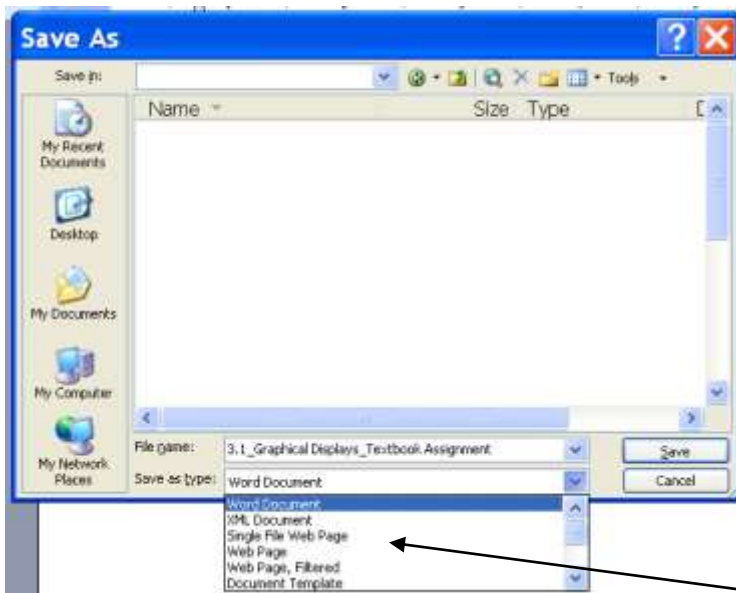 Save As
Save in:
Tools
Name Size Type
My Recent
Documents
Desktop
My Documents
My Computer
My Network
Places
File name: 3.1_Graphical Displays_Textbook Assignment Save
Save as type: Word Document Cancel
Word Document
XML Document
Single File Web Page
Web Page
Web Page, Filtered
Document Template